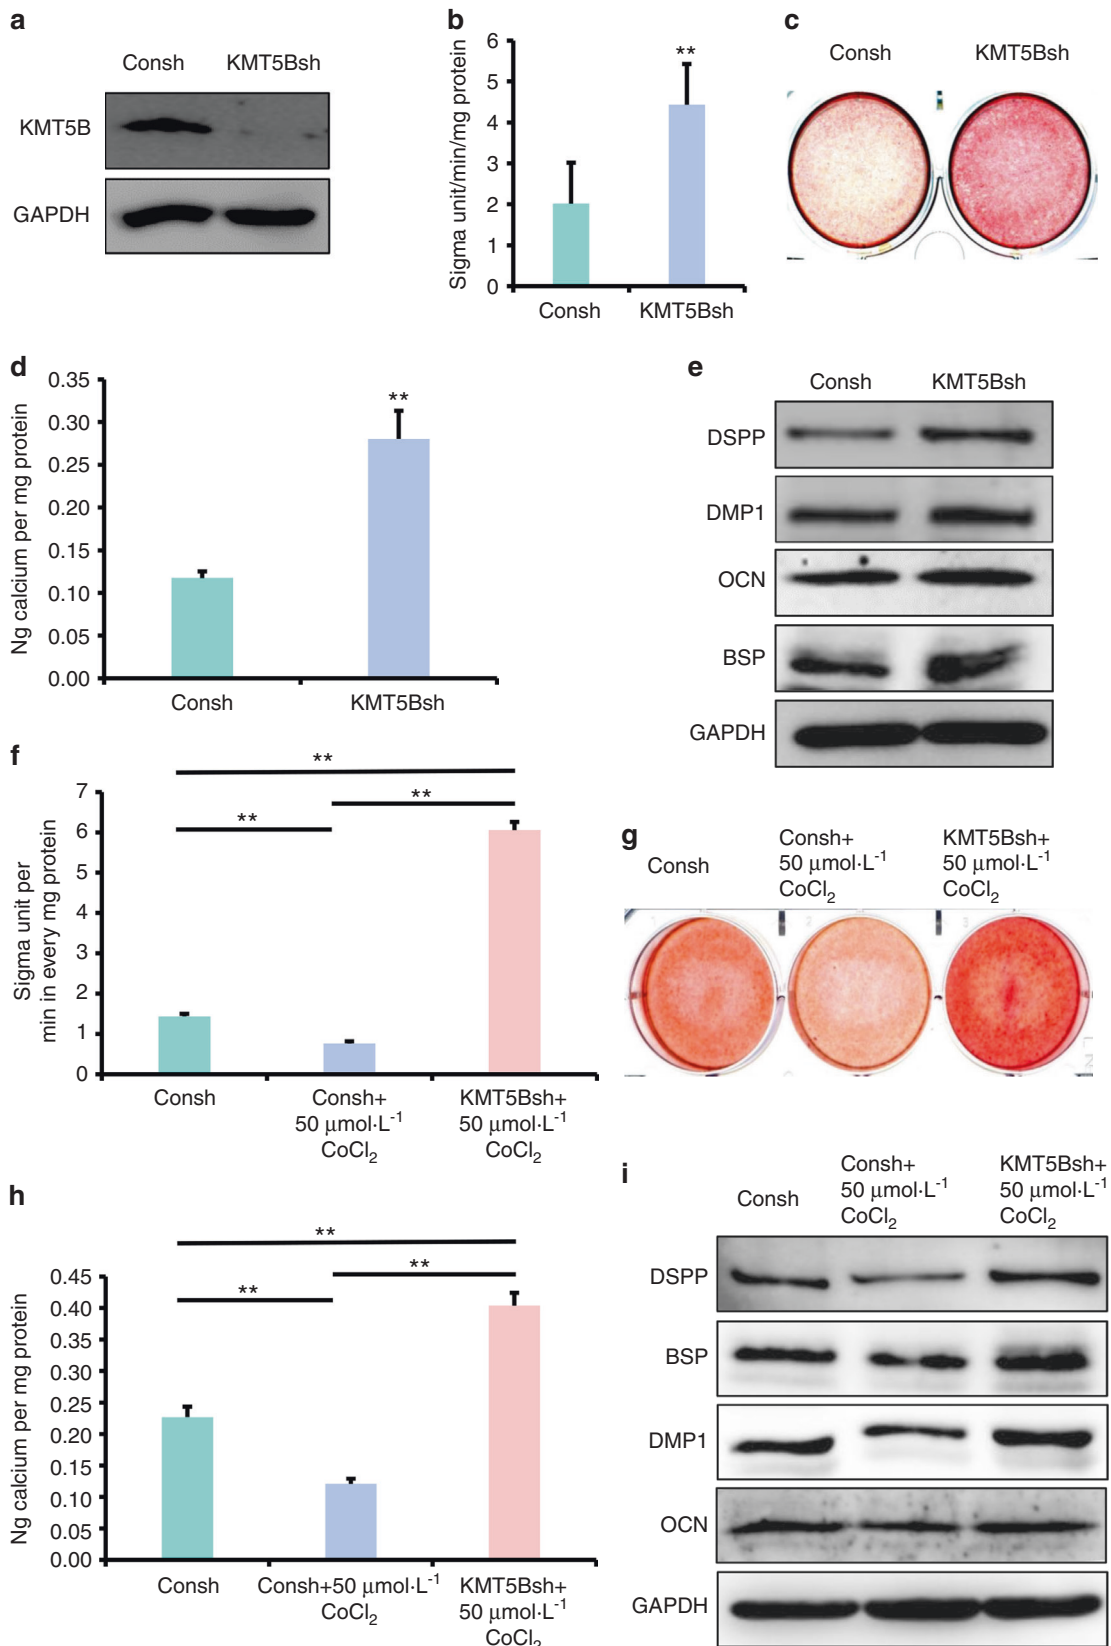 a
Consh KMT5Bsh
KMT5B
GAPDH
b
Sigma unit/min/mg protein
6
5
4
3
2
1
0
**
Consh KMT5Bsh
c
Consh KMT5Bsh
d
Ng calcium per mg protein
0.35
0.30
0.25
0.20
0.15
0.10
0.05
0.00
**
Consh KMT5Bsh
e
Consh KMT5Bsh
DSPP
DMP1
OCN
BSP
GAPDH
f
Sigma unit per
min in every mg protein
7
6
5
4
3
2
1
0
**
**
**
Consh
Consh+
50 μmol·L⁻¹
CoCl₂
KMT5Bsh+
50 μmol·L⁻¹
CoCl₂
g
Consh
Consh+
50 μmol·L⁻¹
CoCl₂
KMT5Bsh+
50 μmol·L⁻¹
CoCl₂
h
Ng calcium per mg protein
0.45
0.40
0.35
0.30
0.25
0.20
0.15
0.10
0.05
0.00
**
**
**
Consh
Consh+50 μmol·L⁻¹
CoCl₂
KMT5Bsh+
50 μmol·L⁻¹
CoCl₂
i
Consh
Consh+
50 μmol·L⁻¹
CoCl₂
KMT5Bsh+
50 μmol·L⁻¹
CoCl₂
DSPP
BSP
DMP1
OCN
GAPDH